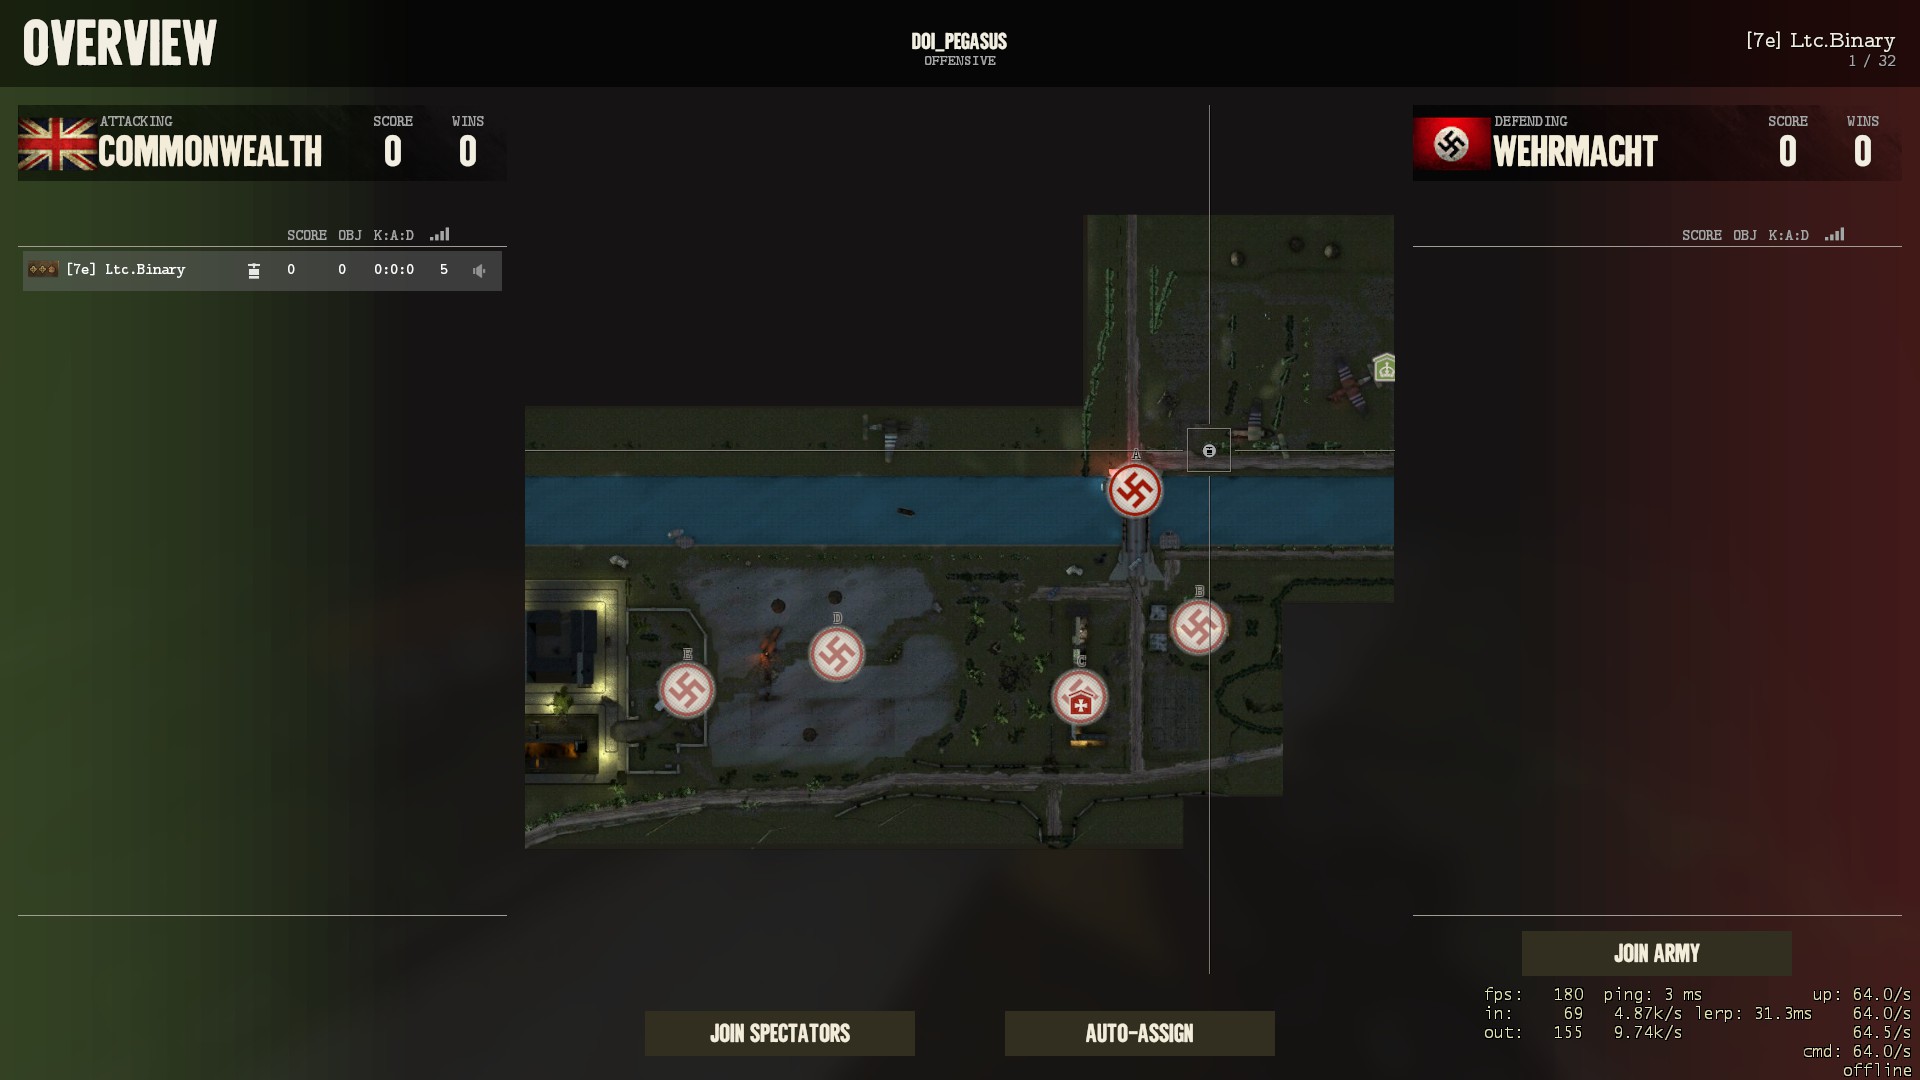 OVERVIEW
DOI_PEGASUS
OFFENSIVE
[7e] Ltc.Binary
1 / 32
ATTACKING
COMMONWEALTH
SCORE
0
WINS
0
DEFENDING
WEHRMACHT
SCORE
0
WINS
0
SCORE OBJ K:A:D
[7e] Ltc.Binary 0 0 0:0:0 5
SCORE OBJ K:A:D
A
B
C
D
E
JOIN ARMY
JOIN SPECTATORS
AUTO-ASSIGN
fps: 180 ping: 3 ms up: 64.0/s
in: 69 4.87k/s lerp: 31.3ms 64.0/s
out: 155 9.74k/s 64.5/s
cmd: 64.0/s
offline